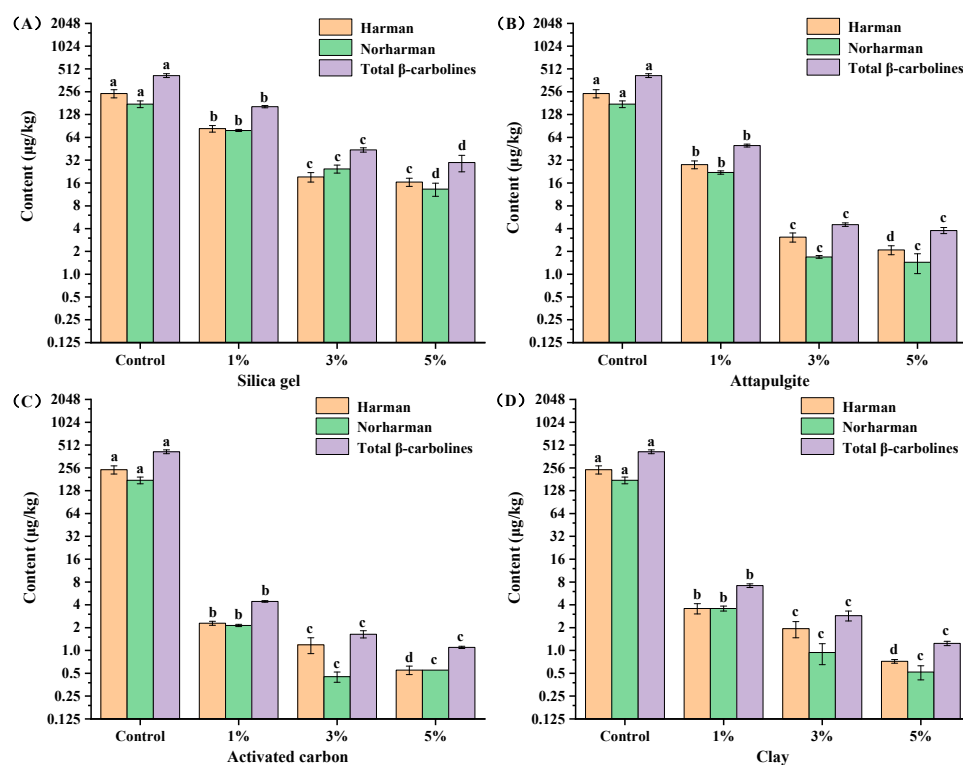 (A)
2048
1024
512
256
128
64
32
16
8
4
2
1.0
0.5
0.25
0.125
Content (μg/kg)
Harman
Norharman
Total β-carbolines
a a a
b b b
c c c
c d d
Control 1% 3% 5%
Silica gel
(B)
2048
1024
512
256
128
64
32
16
8
4
2
1.0
0.5
0.25
0.125
Content (μg/kg)
Harman
Norharman
Total β-carbolines
a a a
b b b
c c c
d c c
Control 1% 3% 5%
Attapulgite
(C)
2048
1024
512
256
128
64
32
16
8
4
2
1.0
0.5
0.25
0.125
Content (μg/kg)
Harman
Norharman
Total β-carbolines
a a a
b b b
c c c
d c c
Control 1% 3% 5%
Activated carbon
(D)
2048
1024
512
256
128
64
32
16
8
4
2
1.0
0.5
0.25
0.125
Content (μg/kg)
Harman
Norharman
Total β-carbolines
a a a
b b b
c c c
d c c
Control 1% 3% 5%
Clay